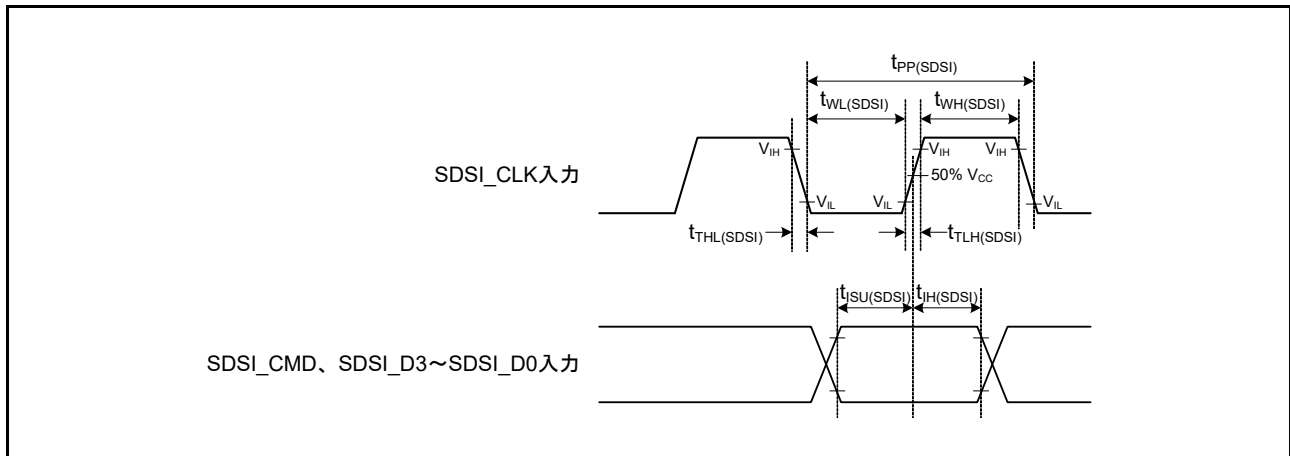 tPP(SDSI)
tWL(SDSI) tWH(SDSI)
VIH VIH VIH
SDSI_CLK入力 50% VCC
VIL VIL VIL
tTHL(SDSI) tTLH(SDSI)
tISU(SDSI) tIH(SDSI)
SDSI_CMD、SDSI_D3～SDSI_D0入力